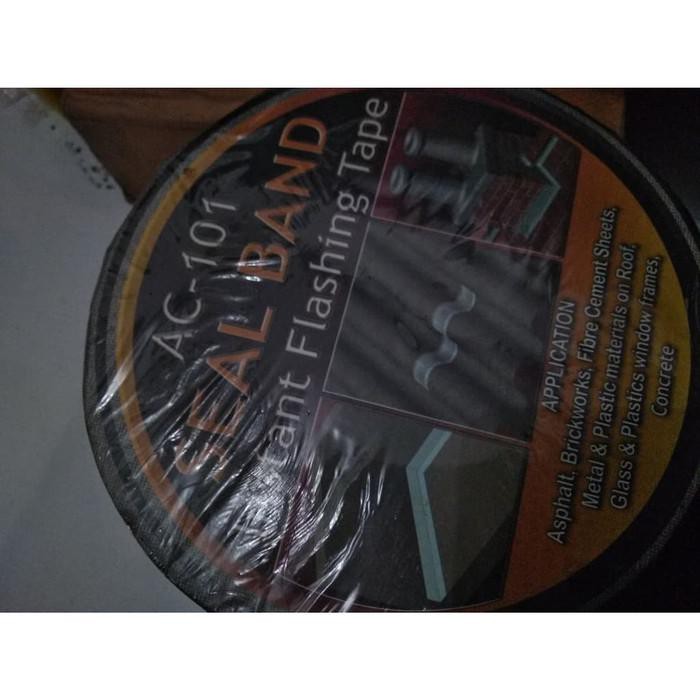 AC-101
SEAL BAND
tant Flashing Tape
APPLICATION
Asphalt, Brickworks, Fibre Cement Sheets,
Metal & Plastic materials on Roof,
Glass & Plastics window frames,
Concrete